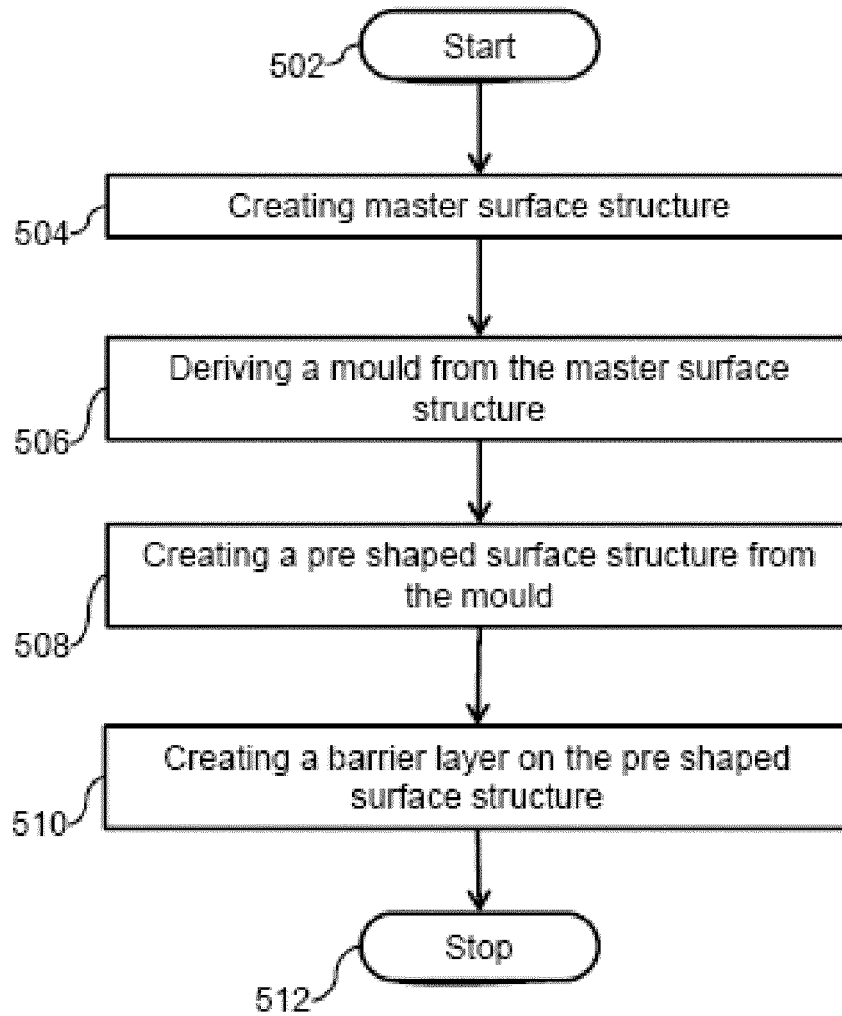 Start
502
Creating master surface structure
504
Deriving a mould from the master surface
structure
506
Creating a pre shaped surface structure from
the mould
508
Creating a barrier layer on the pre shaped
surface structure
510
Stop
512